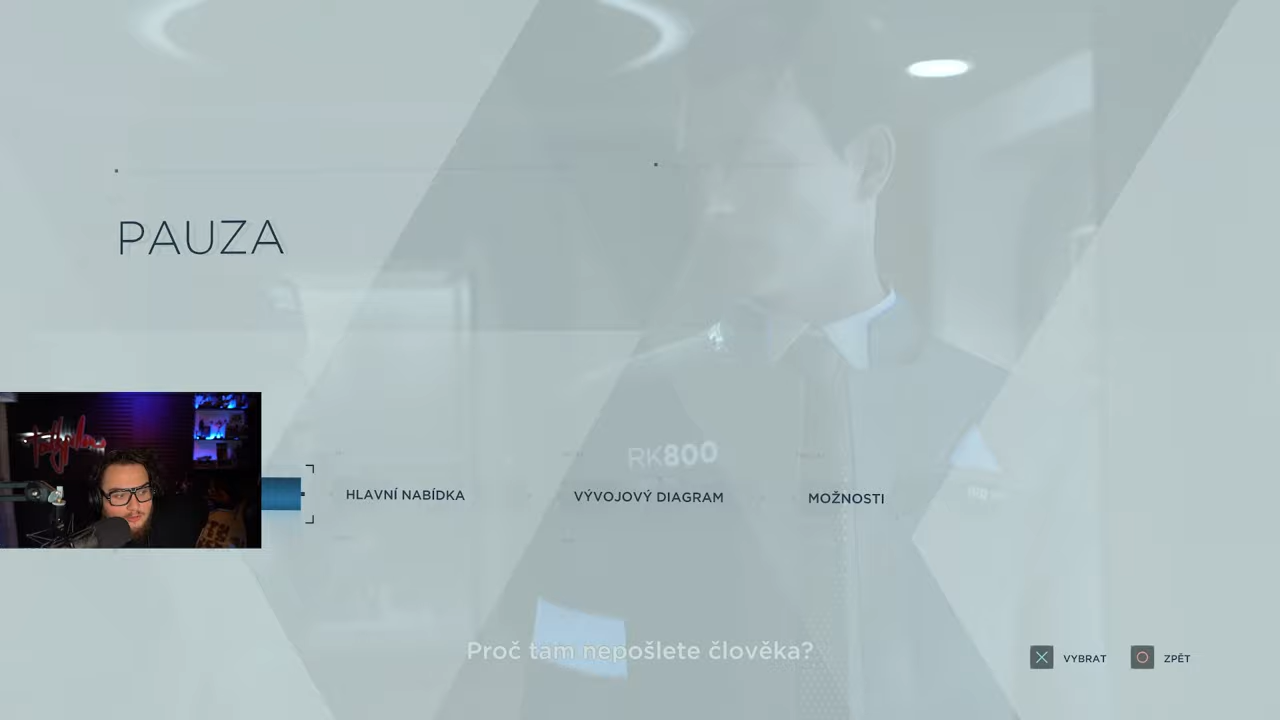 PAUZA
RK800
HLAVNÍ NABÍDKA
VÝVOJOVÝ DIAGRAM
MOŽNOSTI
Proč tam nepošlete člověka?
VYBRAT
ZPĚT